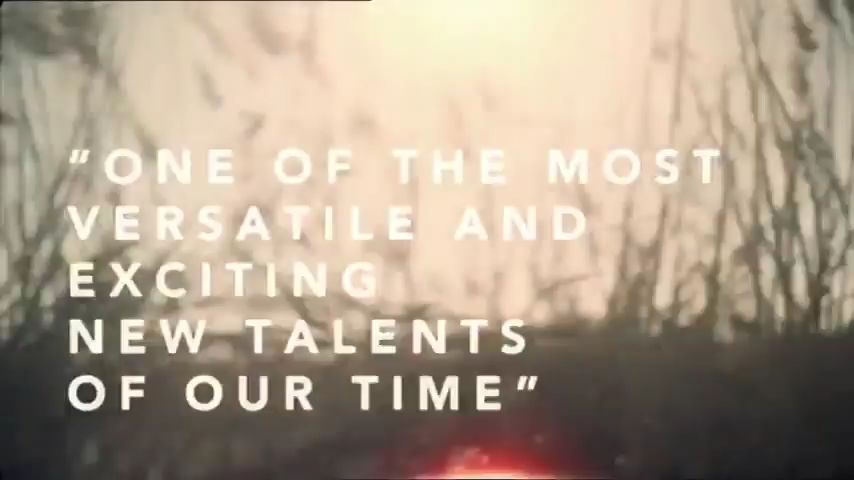 "ONE OF THE MOST
VERSATILE AND
EXCITING
NEW TALENTS
OF OUR TIME"